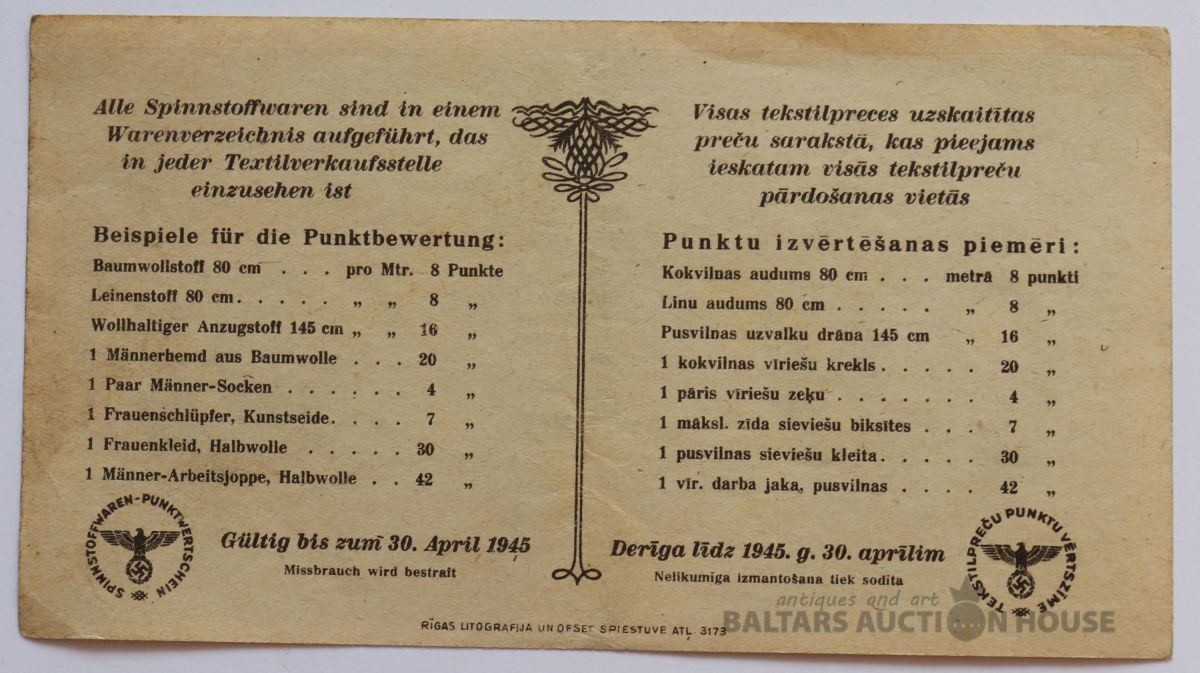 Alle Spinnstoffwaren sind in einem
Warenverzeichnis aufgeführt, das
in jeder Textilverkaufsstelle
einzusehen ist
Beispiele für die Punktbewertung:
Baumwollstoff 80 cm . . . pro Mtr. 8 Punkte
Leinenstoff 80 cm . . . . . „ „ 8 „
Wollhaltiger Anzugstoff 145 cm „ „ 16 „
1 Männerhemd aus Baumwolle . . . 20 „
1 Paar Männer-Socken . . . . . . 4 „
1 Frauenschlüpfer, Kunstseide . . . . 7 „
1 Frauenkleid, Halbwolle . . . . . 30 „
1 Männer-Arbeitsjoppe, Halbwolle . . 42 „
SPINNSTOFFWAREN-PUNKTWERTSCHEIN
Gültig bis zum 30. April 1945
Missbrauch wird bestraft
Visas tekstilpreces uzskaitītas
preču sarakstā, kas pieejams
ieskatam visās tekstilpreču
pārdošanas vietās
Punktu izvērtēšanas piemēri:
Kokvilnas audums 80 cm . . . metrā 8 punkti
Linu audums 80 cm . . . . . „ 8 „
Pusvilnas uzvalku drāna 145 cm „ 16 „
1 kokvilnas vīriešu krekls . . . . . 20 „
1 pāris vīriešu zeķu . . . . . . . 4 „
1 māksl. zīda sieviešu biksītes . . . 7 „
1 pusvilnas sieviešu kleita . . . . . 30 „
1 vīr. darba jaka, pusvilnas . . . . 42 „
Derīga līdz 1945. g. 30. aprīlim
Nelikumīga izmantošana tiek sodīta
TEKSTILPREČU PUNKTU VĒRTSZĪME
RĪGAS LITOGRAFIJA UN OFSET SPIESTUVE ATĻ. 3173
antiques and art
BALTARS AUCTION HOUSE